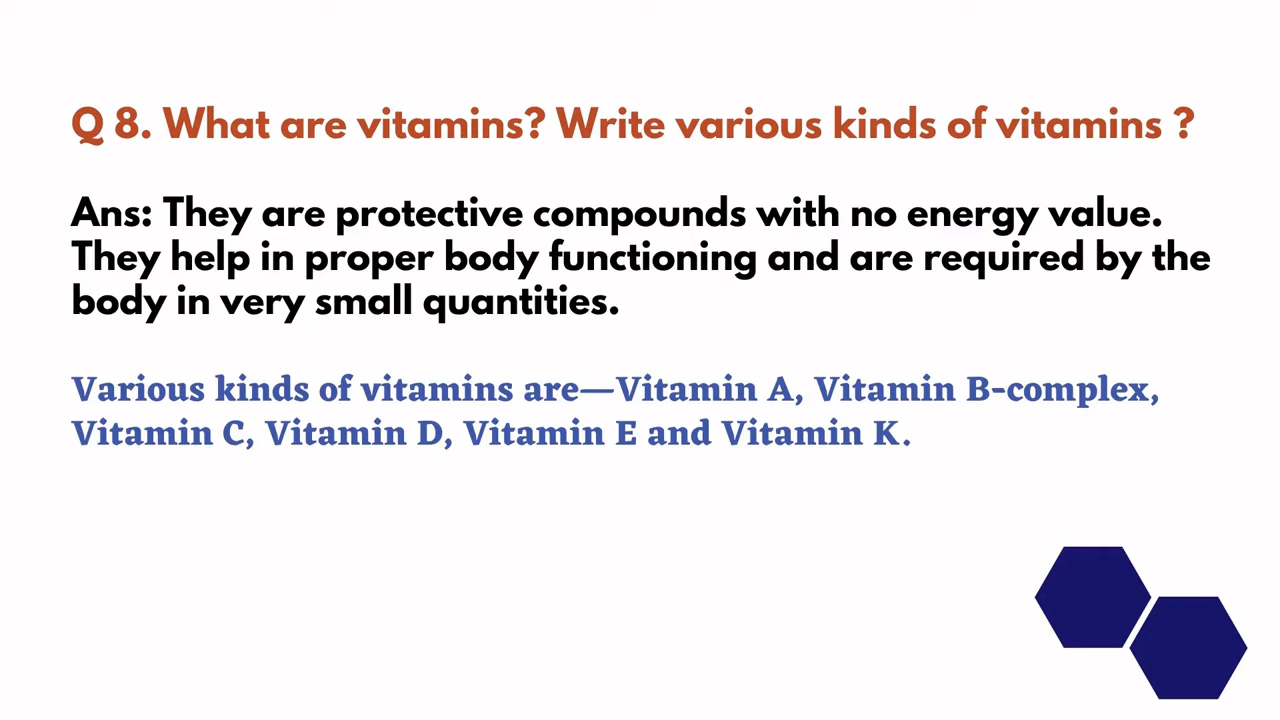 Q 8. What are vitamins? Write various kinds of vitamins ?
Ans: They are protective compounds with no energy value.
They help in proper body functioning and are required by the
body in very small quantities.
Various kinds of vitamins are—Vitamin A, Vitamin B-complex,
Vitamin C, Vitamin D, Vitamin E and Vitamin K.